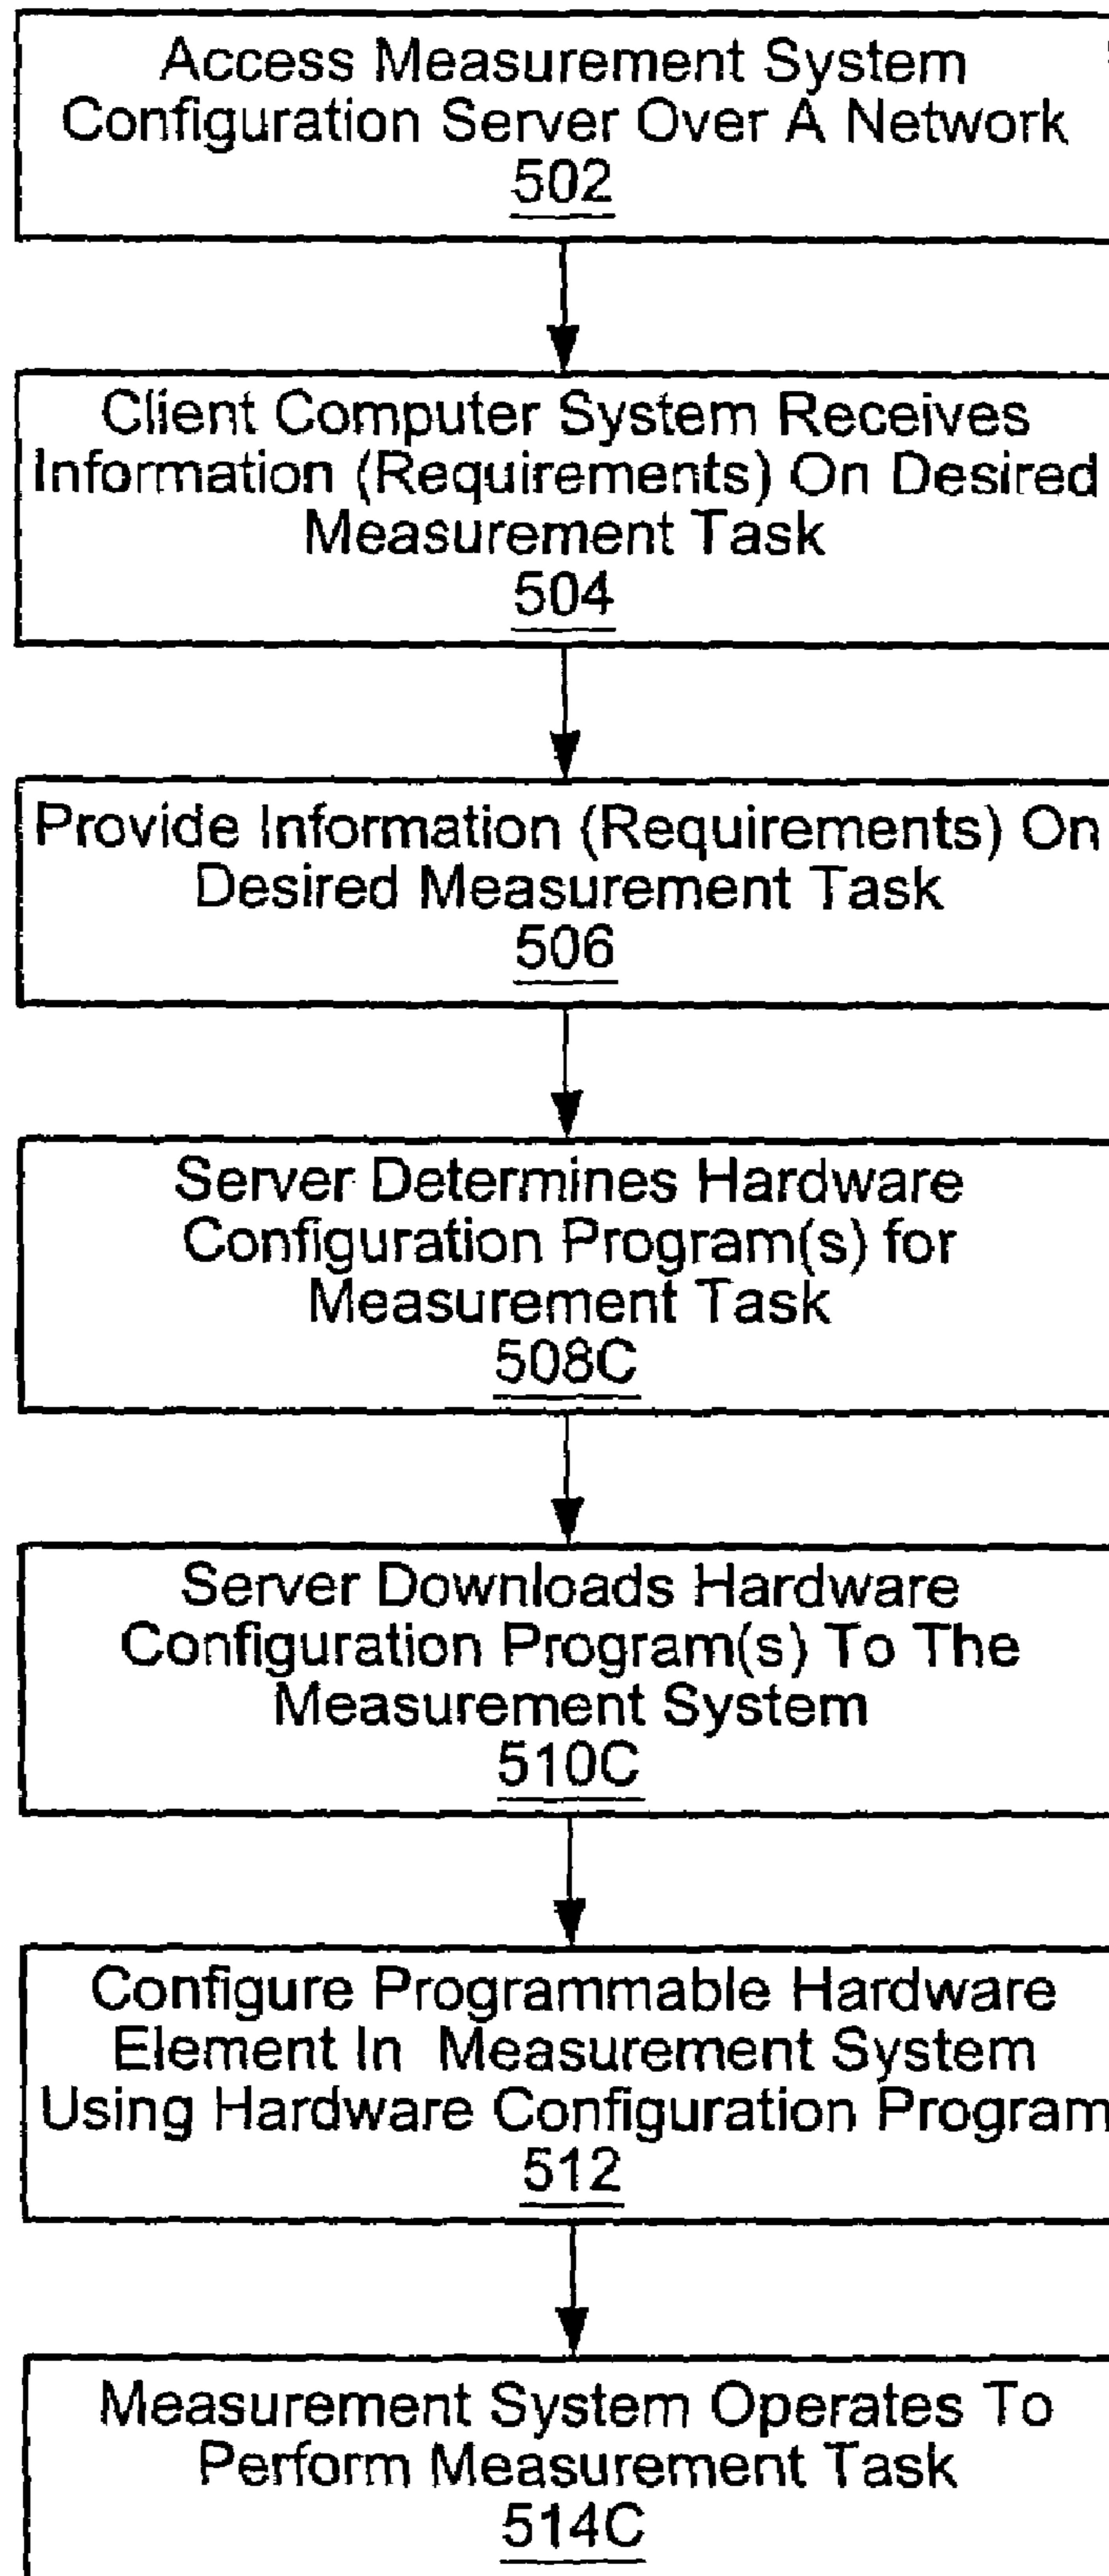 Access Measurement System
Configuration Server Over A Network
502
Client Computer System Receives
Information (Requirements) On Desired
Measurement Task
504
Provide Information (Requirements) On
Desired Measurement Task
506
Server Determines Hardware
Configuration Program(s) for
Measurement Task
508C
Server Downloads Hardware
Configuration Program(s) To The
Measurement System
510C
Configure Programmable Hardware
Element In Measurement System
Using Hardware Configuration Program
512
Measurement System Operates To
Perform Measurement Task
514C